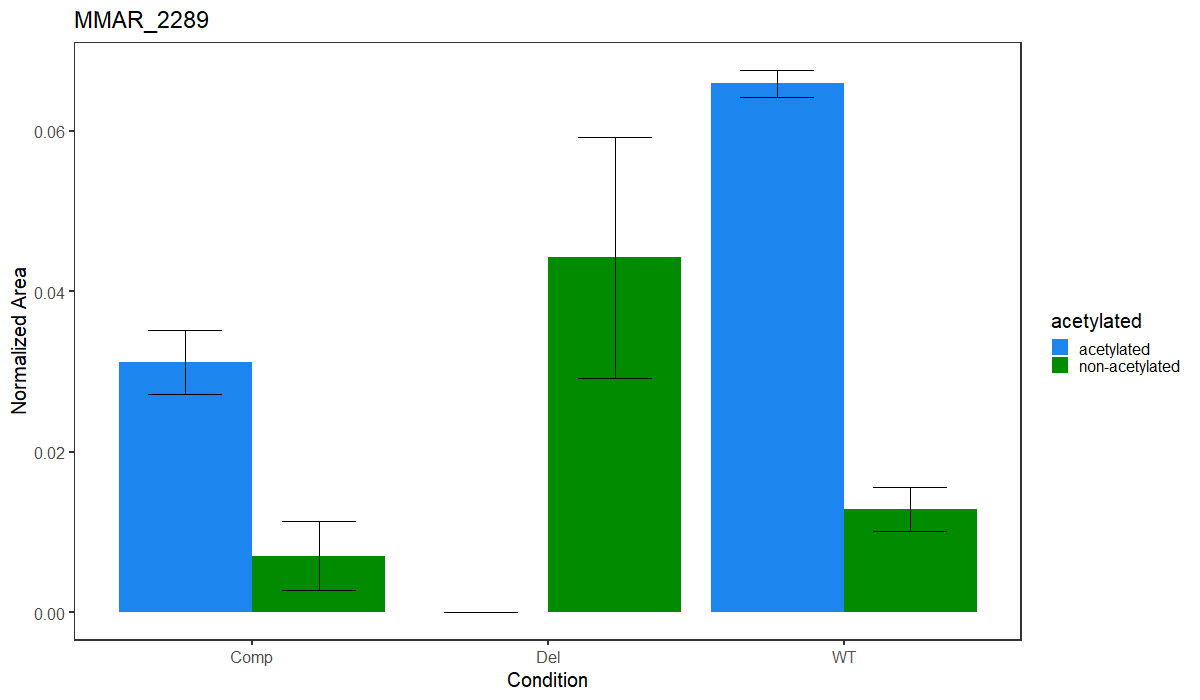 MMAR_2289
Normalized Area
0.06
0.04
0.02
0.00
Comp
Del
WT
Condition
acetylated
acetylated
non-acetylated